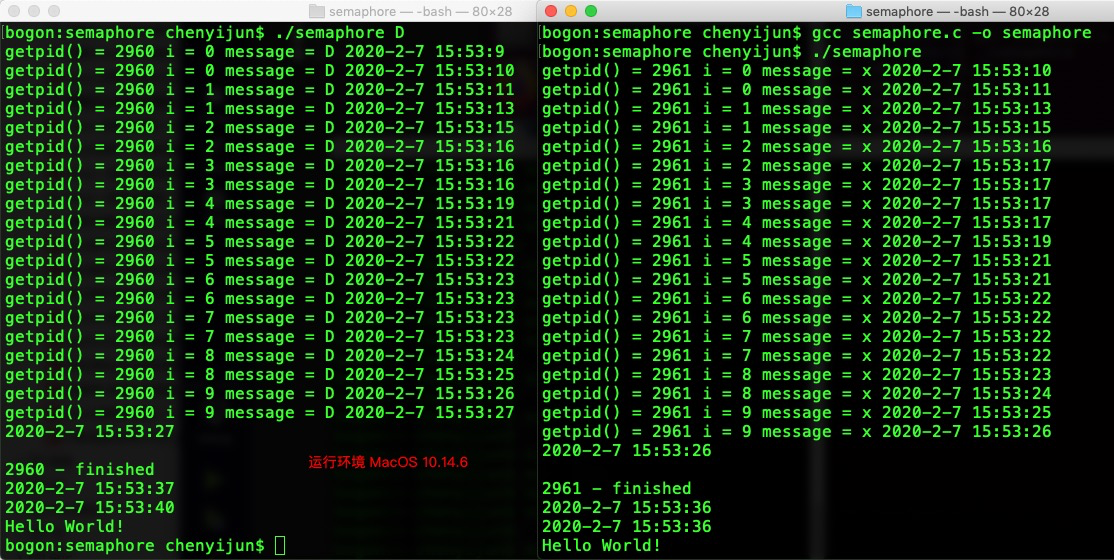 semaphore — -bash — 80×28
[bogon:semaphore chenyijun$ ./semaphore D
getpid() = 2960 i = 0 message = D 2020-2-7 15:53:9
getpid() = 2960 i = 0 message = D 2020-2-7 15:53:10
getpid() = 2960 i = 1 message = D 2020-2-7 15:53:11
getpid() = 2960 i = 1 message = D 2020-2-7 15:53:13
getpid() = 2960 i = 2 message = D 2020-2-7 15:53:15
getpid() = 2960 i = 2 message = D 2020-2-7 15:53:16
getpid() = 2960 i = 3 message = D 2020-2-7 15:53:16
getpid() = 2960 i = 3 message = D 2020-2-7 15:53:16
getpid() = 2960 i = 4 message = D 2020-2-7 15:53:19
getpid() = 2960 i = 4 message = D 2020-2-7 15:53:21
getpid() = 2960 i = 5 message = D 2020-2-7 15:53:22
getpid() = 2960 i = 5 message = D 2020-2-7 15:53:22
getpid() = 2960 i = 6 message = D 2020-2-7 15:53:23
getpid() = 2960 i = 6 message = D 2020-2-7 15:53:23
getpid() = 2960 i = 7 message = D 2020-2-7 15:53:23
getpid() = 2960 i = 7 message = D 2020-2-7 15:53:23
getpid() = 2960 i = 8 message = D 2020-2-7 15:53:24
getpid() = 2960 i = 8 message = D 2020-2-7 15:53:25
getpid() = 2960 i = 9 message = D 2020-2-7 15:53:26
getpid() = 2960 i = 9 message = D 2020-2-7 15:53:27
2020-2-7 15:53:27
2960 - finished
2020-2-7 15:53:37
2020-2-7 15:53:40
Hello World!
bogon:semaphore chenyijun$
运行环境 MacOS 10.14.6
semaphore — -bash — 80×28
[bogon:semaphore chenyijun$ gcc semaphore.c -o semaphore
[bogon:semaphore chenyijun$ ./semaphore
getpid() = 2961 i = 0 message = x 2020-2-7 15:53:10
getpid() = 2961 i = 0 message = x 2020-2-7 15:53:11
getpid() = 2961 i = 1 message = x 2020-2-7 15:53:13
getpid() = 2961 i = 1 message = x 2020-2-7 15:53:15
getpid() = 2961 i = 2 message = x 2020-2-7 15:53:16
getpid() = 2961 i = 2 message = x 2020-2-7 15:53:17
getpid() = 2961 i = 3 message = x 2020-2-7 15:53:17
getpid() = 2961 i = 3 message = x 2020-2-7 15:53:17
getpid() = 2961 i = 4 message = x 2020-2-7 15:53:17
getpid() = 2961 i = 4 message = x 2020-2-7 15:53:19
getpid() = 2961 i = 5 message = x 2020-2-7 15:53:21
getpid() = 2961 i = 5 message = x 2020-2-7 15:53:21
getpid() = 2961 i = 6 message = x 2020-2-7 15:53:22
getpid() = 2961 i = 6 message = x 2020-2-7 15:53:22
getpid() = 2961 i = 7 message = x 2020-2-7 15:53:22
getpid() = 2961 i = 7 message = x 2020-2-7 15:53:22
getpid() = 2961 i = 8 message = x 2020-2-7 15:53:23
getpid() = 2961 i = 8 message = x 2020-2-7 15:53:24
getpid() = 2961 i = 9 message = x 2020-2-7 15:53:25
getpid() = 2961 i = 9 message = x 2020-2-7 15:53:26
2020-2-7 15:53:26
2961 - finished
2020-2-7 15:53:36
2020-2-7 15:53:36
Hello World!